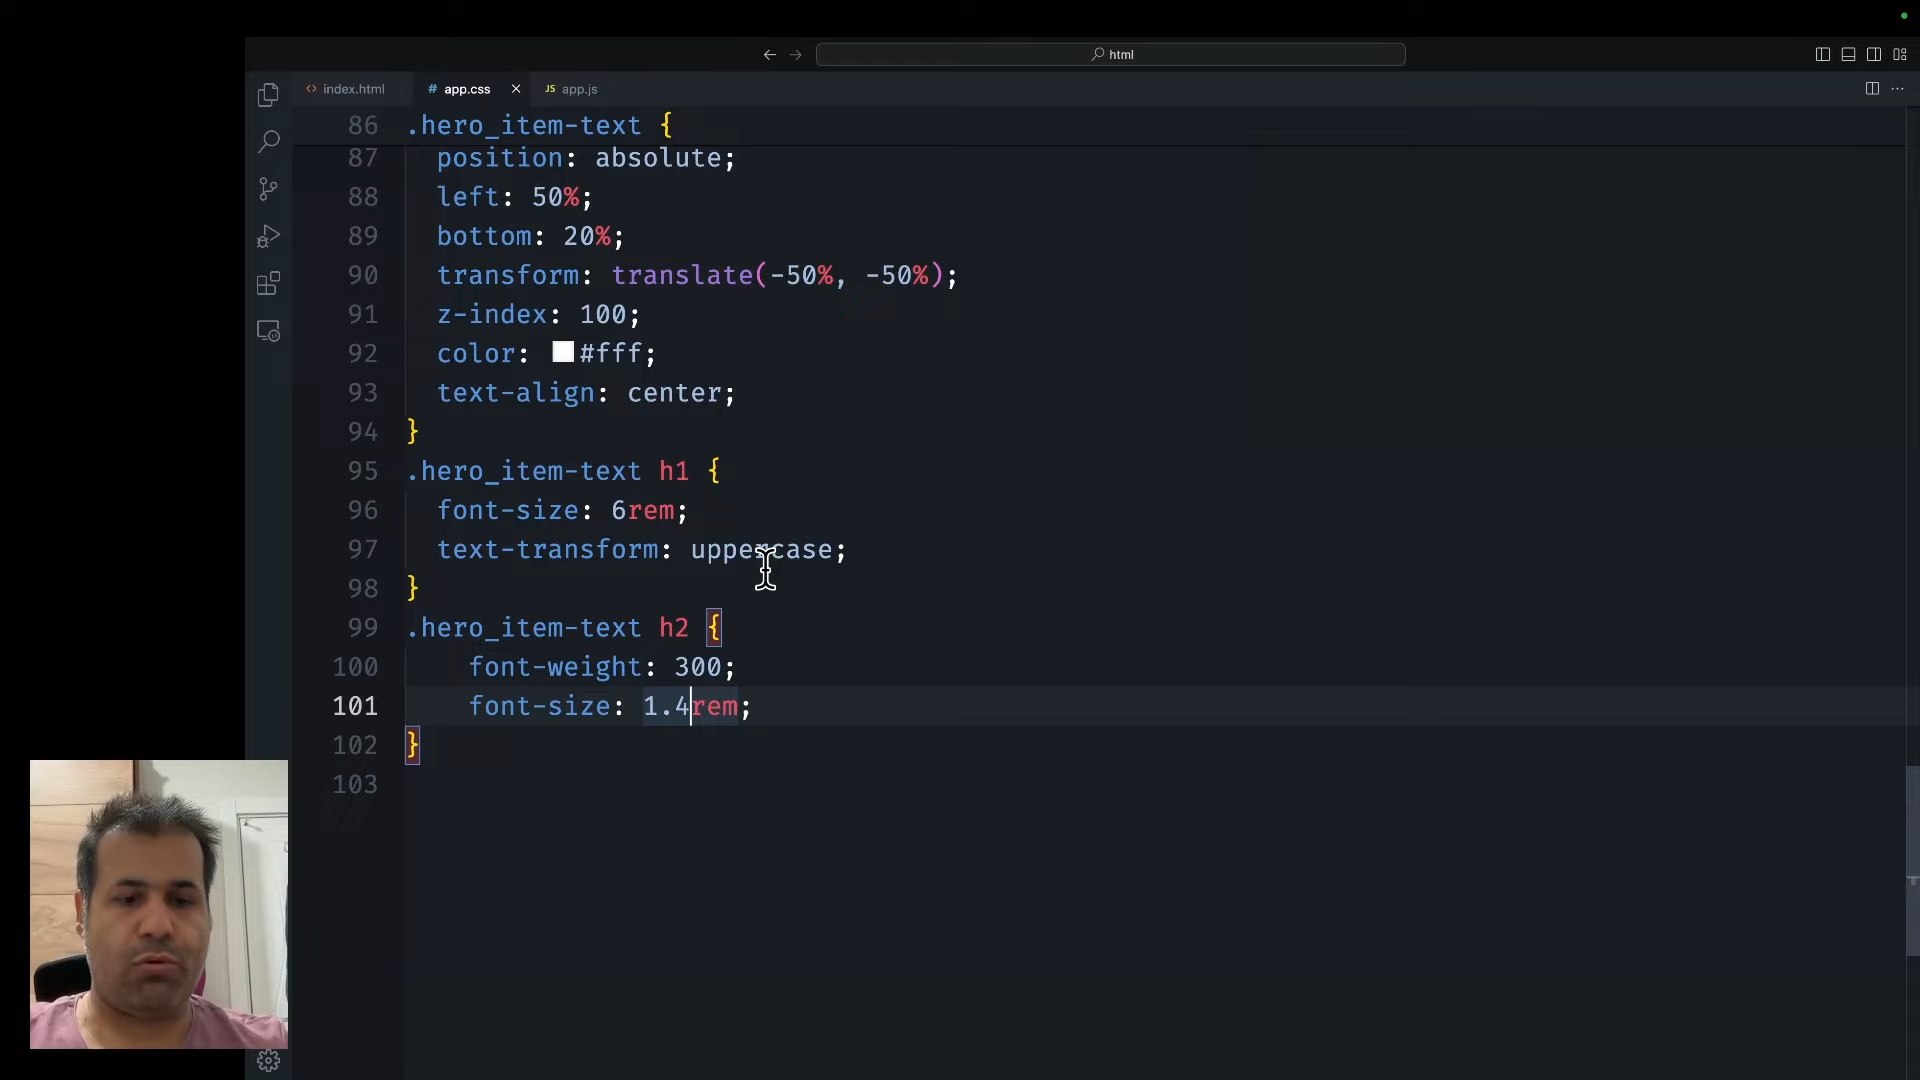 html
index.html
# app.css
JS app.js
86 .hero_item-text {
87 position: absolute;
88 left: 50%;
89 bottom: 20%;
90 transform: translate(-50%, -50%);
91 z-index: 100;
92 color: #fff;
93 text-align: center;
94 }
95 .hero_item-text h1 {
96 font-size: 6rem;
97 text-transform: uppercase;
98 }
99 .hero_item-text h2 {
100 font-weight: 300;
101 font-size: 1.4rem;
102 }
103